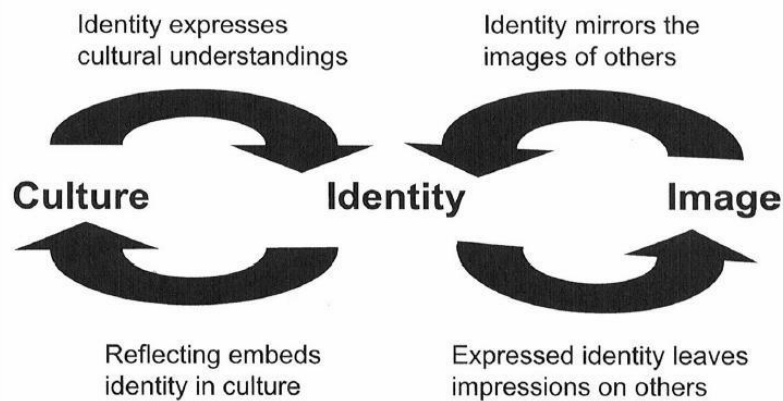 Identity expresses
cultural understandings
Identity mirrors the
images of others
Culture
Identity
Image
Reflecting embeds
identity in culture
Expressed identity leaves
impressions on others